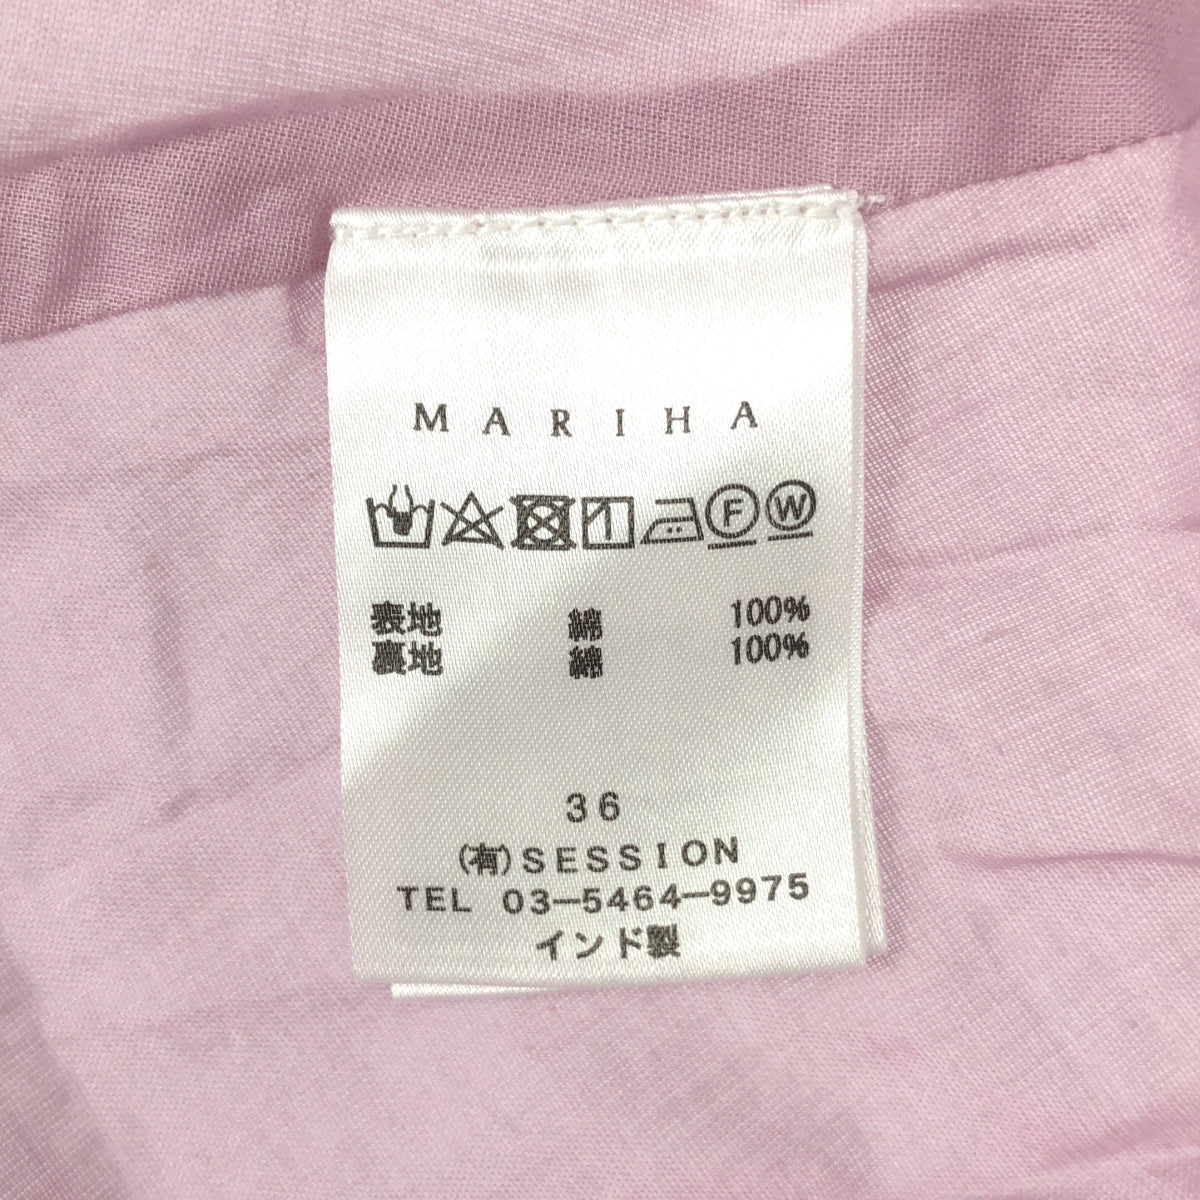 MARIHA
F W
表地 綿 100%
裏地 綿 100%
36
(有)SESSION
TEL 03-5464-9975
インド製